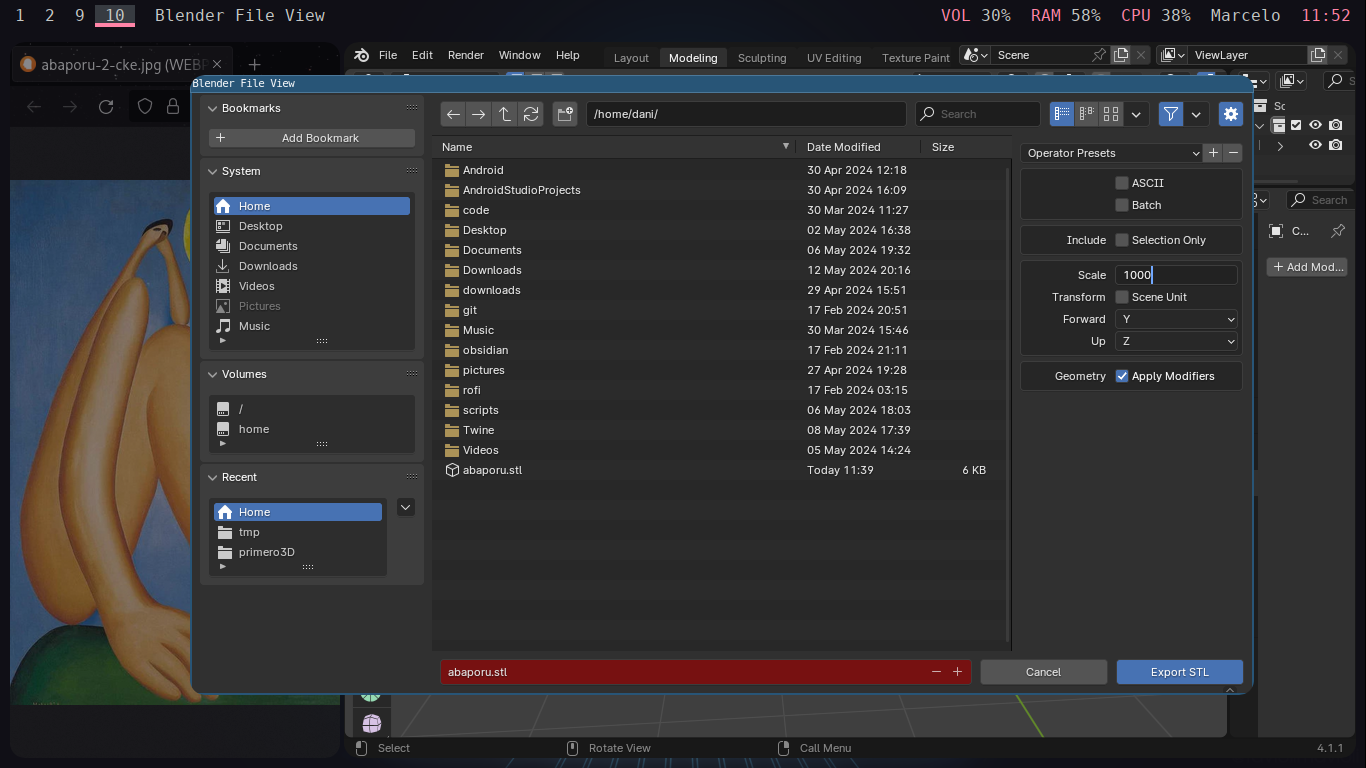 1 2 9 10 Blender File View VOL 30% RAM 58% CPU 38% Marcelo 11:52
abaporu-2-cke.jpg (WEBP
File Edit Render Window Help Layout Modeling Sculpting UV Editing Texture Paint Scene ViewLayer
Blender File View
Bookmarks
Add Bookmark
System
Home
Desktop
Documents
Downloads
Videos
Pictures
Music
Volumes
/
home
Recent
Home
tmp
primero3D
/home/dani/ Search
Name Date Modified Size
Android 30 Apr 2024 12:18
AndroidStudioProjects 30 Apr 2024 16:09
code 30 Mar 2024 11:27
Desktop 02 May 2024 16:38
Documents 06 May 2024 19:32
Downloads 12 May 2024 20:16
downloads 29 Apr 2024 15:51
git 17 Feb 2024 20:51
Music 30 Mar 2024 15:46
obsidian 17 Feb 2024 21:11
pictures 27 Apr 2024 19:28
rofi 17 Feb 2024 03:15
scripts 06 May 2024 18:03
Twine 08 May 2024 17:39
Videos 05 May 2024 14:24
abaporu.stl Today 11:39 6 KB
Operator Presets
ASCII
Batch
Include Selection Only
Scale 1000
Transform Scene Unit
Forward Y
Up Z
Geometry Apply Modifiers
abaporu.stl Cancel Export STL
Sc
Search
C...
Add Mod...
Select Rotate View Call Menu 4.1.1